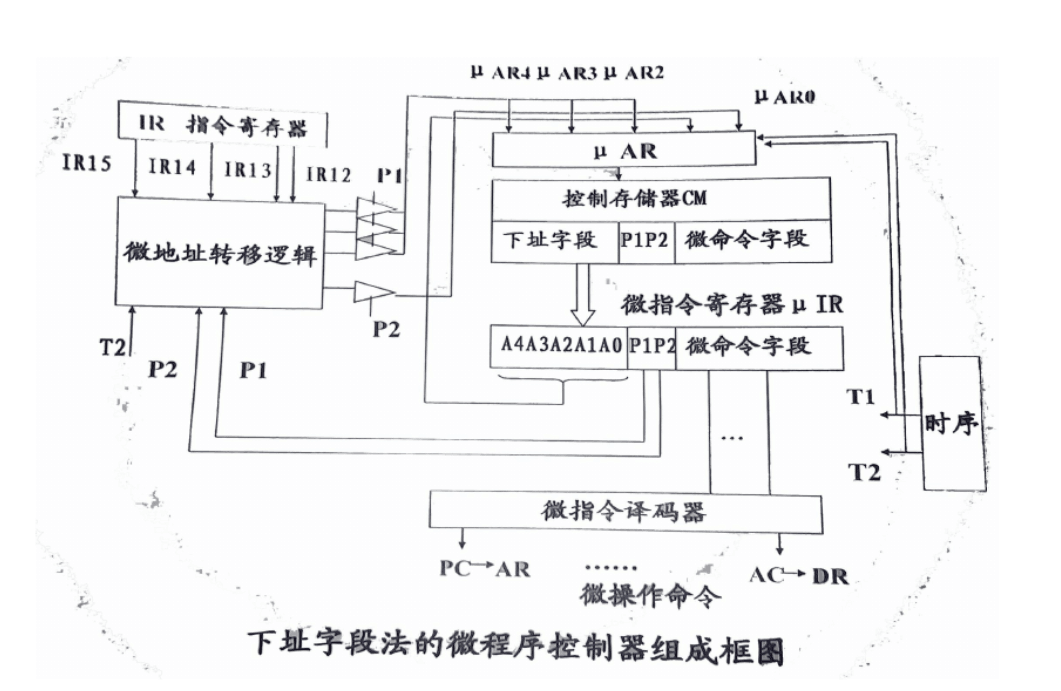 μ AR4 μ AR3 μ AR2
μ AR0
IR 指令寄存器
IR15 IR14 IR13 IR12 P1
μ AR
控制存储器CM
下址字段 P1P2 微命令字段
微地址转移逻辑
微指令寄存器 μ IR
P2
T2
A4A3A2A1A0 P1P2 微命令字段
P2 P1
T1
时序
...
T2
微指令译码器
PC→AR ...... AC→DR
微操作命令
下址字段法的微程序控制器组成框图